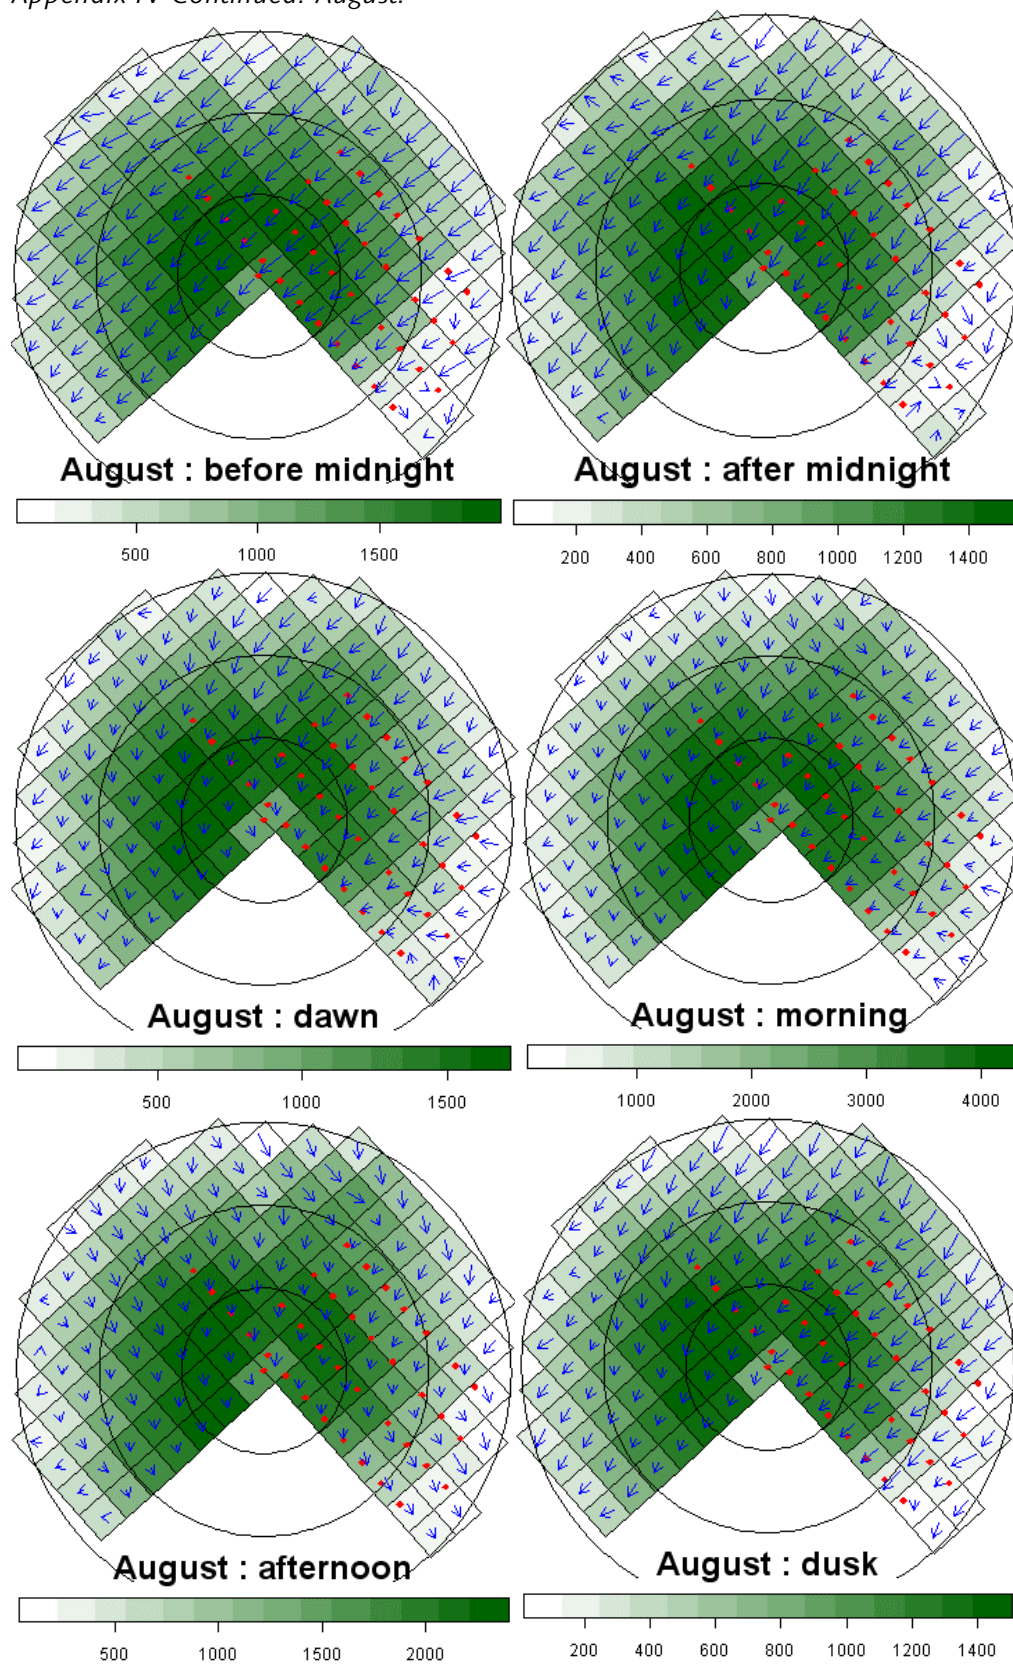 Appendix IV Continued. August.
August : before midnight
August : after midnight
500 1000 1500
200 400 600 800 1000 1200 1400
August : dawn
August : morning
500 1000 1500
1000 2000 3000 4000
August : afternoon
August : dusk
500 1000 1500 2000
200 400 600 800 1000 1200 1400